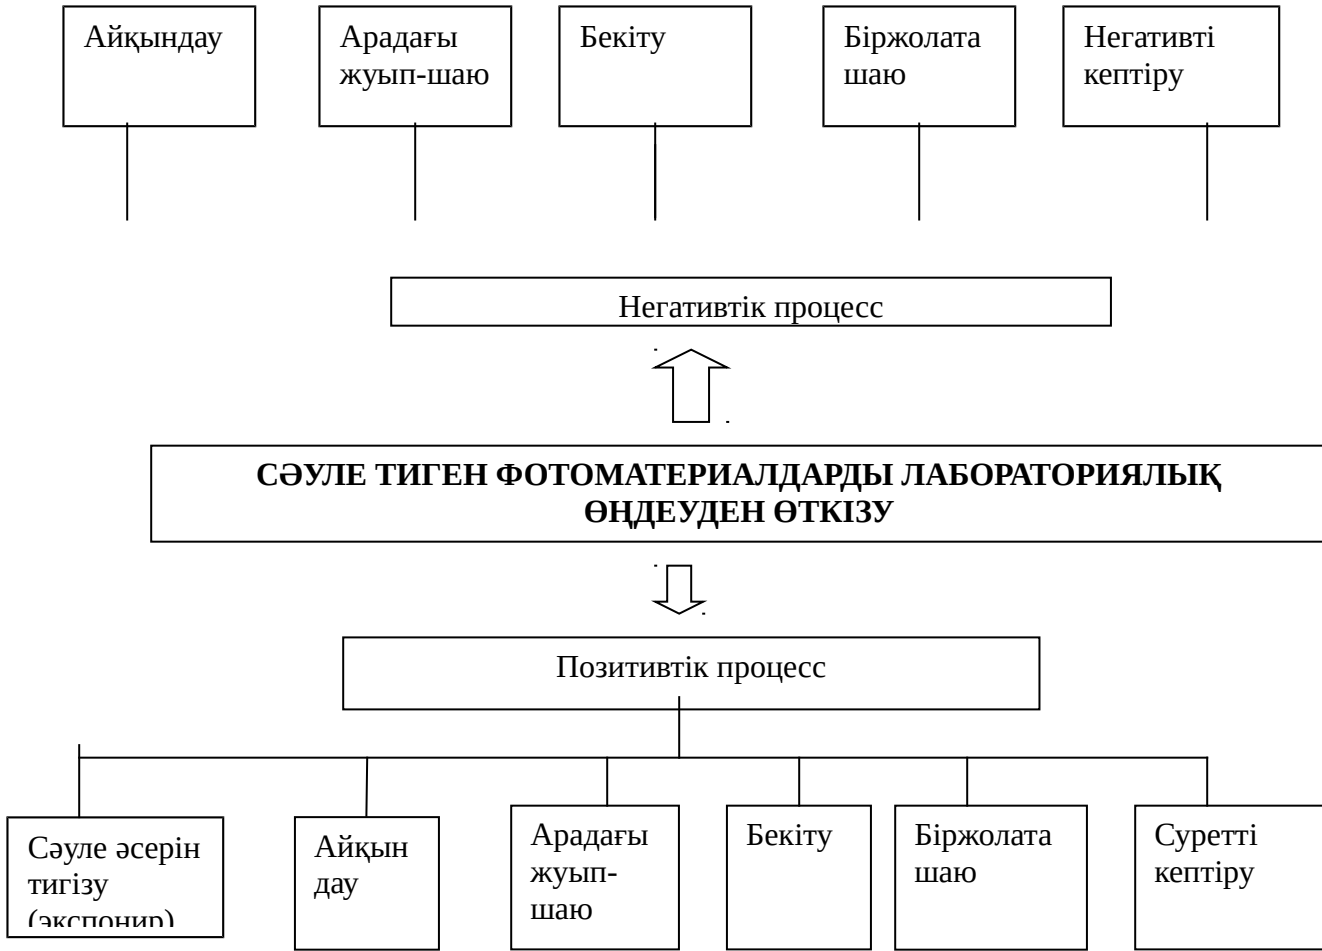 Айқындау
Арадағы
жуып-шаю
Бекіту
Біржолата
шаю
Негативті
кептіру
Негативтік процесс
СӘУЛЕ ТИГЕН ФОТОМАТЕРИАЛДАРДЫ ЛАБОРАТОРИЯЛЫҚ
ӨҢДЕУДЕН ӨТКІЗУ
Позитивтік процесс
Сәуле әсерін
тигізу
(экспонир)
Айқын
дау
Арадағы
жуып-
шаю
Бекіту
Біржолата
шаю
Суретті
кептіру